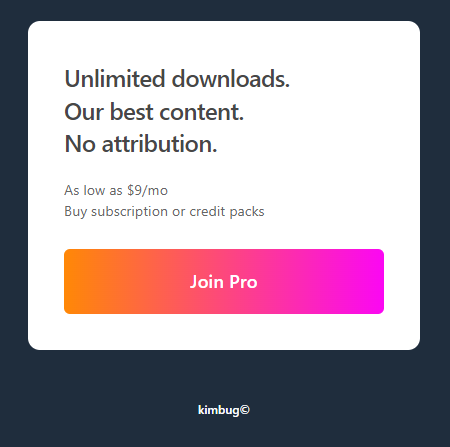 Unlimited downloads.
Our best content.
No attribution.
As low as $9/mo
Buy subscription or credit packs
Join Pro
kimbug©